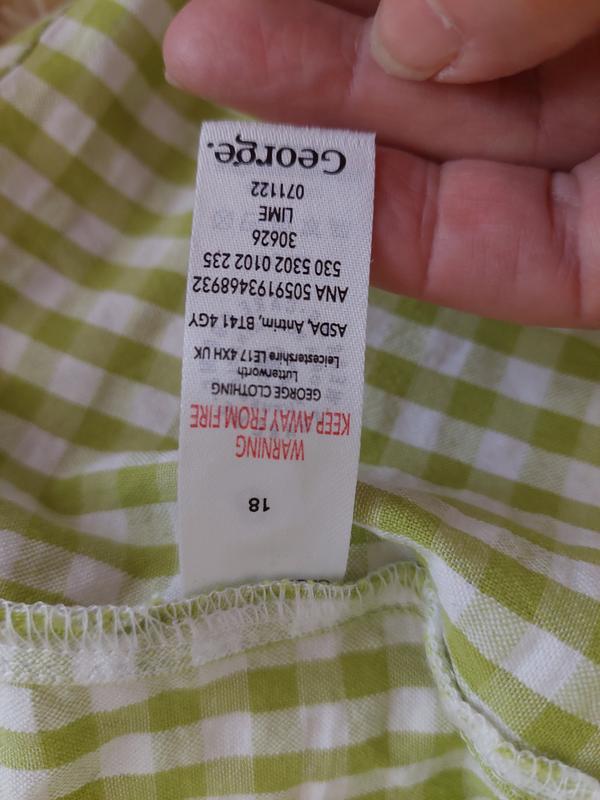 18
WARNING
KEEP AWAY FROM FIRE
GEORGE CLOTHING
Lutterworth
Leicestershire LE17 4XH UK
ASDA, Antrim, BT41 4GY
ANA 5059193468932
530 5302 0102 235
30626
LIME
071122
George.